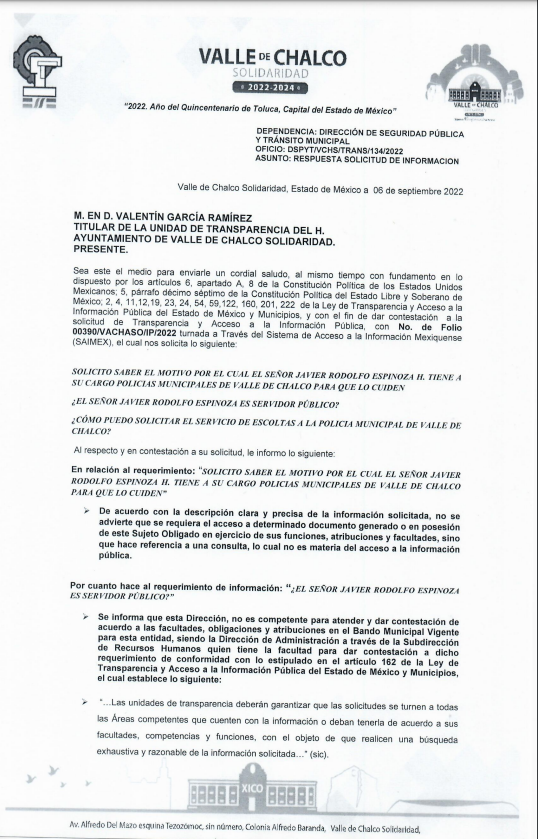 VALLE DE CHALCO
SOLIDARIDAD
2022-2024
VALLE DE CHALCO
"2022. Año del Quincentenario de Toluca, Capital del Estado de México"
DEPENDENCIA: DIRECCIÓN DE SEGURIDAD PÚBLICA
Y TRÁNSITO MUNICIPAL
OFICIO: DSPYT/VCHS/TRANS/134/2022
ASUNTO: RESPUESTA SOLICITUD DE INFORMACION
Valle de Chalco Solidaridad, Estado de México a 06 de septiembre 2022
M. EN D. VALENTÍN GARCÍA RAMÍREZ
TITULAR DE LA UNIDAD DE TRANSPARENCIA DEL H.
AYUNTAMIENTO DE VALLE DE CHALCO SOLIDARIDAD.
PRESENTE.
Sea este el medio para enviarle un cordial saludo, al mismo tiempo con fundamento en lo
dispuesto por los artículos 6, apartado A, 8 de la Constitución Política de los Estados Unidos
Mexicanos; 5, párrafo décimo séptimo de la Constitución Política del Estado Libre y Soberano de
México; 2, 4, 11,12,19, 23, 24, 54, 59,122, 160, 201, 222 de la Ley de Transparencia y Acceso a la
Información Pública del Estado de México y Municipios, y con el fin de dar contestación a la
solicitud de Transparencia y Acceso a la Información Pública, con No. de Folio
00390/VACHASO/IP/2022 turnada a Través del Sistema de Acceso a la Información Mexiquense
(SAIMEX), el cual nos solicita lo siguiente:
SOLICITO SABER EL MOTIVO POR EL CUAL EL SEÑOR JAVIER RODOLFO ESPINOZA H. TIENE A
SU CARGO POLICIAS MUNICIPALES DE VALLE DE CHALCO PARA QUE LO CUIDEN
¿EL SEÑOR JAVIER RODOLFO ESPINOZA ES SERVIDOR PÚBLICO?
¿CÓMO PUEDO SOLICITAR EL SERVICIO DE ESCOLTAS A LA POLICIA MUNICIPAL DE VALLE DE
CHALCO?
Al respecto y en contestación a su solicitud, le informo lo siguiente:
En relación al requerimiento: "SOLICITO SABER EL MOTIVO POR EL CUAL EL SEÑOR JAVIER
RODOLFO ESPINOZA H. TIENE A SU CARGO POLICIAS MUNICIPALES DE VALLE DE CHALCO
PARA QUE LO CUIDEN"
➢ De acuerdo con la descripción clara y precisa de la información solicitada, no se
advierte que se requiera el acceso a determinado documento generado o en posesión
de este Sujeto Obligado en ejercicio de sus funciones, atribuciones y facultades, sino
que hace referencia a una consulta, lo cual no es materia del acceso a la información
pública.
Por cuanto hace al requerimiento de información: "¿EL SEÑOR JAVIER RODOLFO ESPINOZA
ES SERVIDOR PÚBLICO?"
➢ Se informa que esta Dirección, no es competente para atender y dar contestación de
acuerdo a las facultades, obligaciones y atribuciones en el Bando Municipal Vigente
para esta entidad, siendo la Dirección de Administración a través de la Subdirección
de Recursos Humanos quien tiene la facultad para dar contestación a dicho
requerimiento de conformidad con lo estipulado en el artículo 162 de la Ley de
Transparencia y Acceso a la Información Pública del Estado de México y Municipios,
el cual establece lo siguiente:
➢ "…Las unidades de transparencia deberán garantizar que las solicitudes se turnen a todas
las Áreas competentes que cuenten con la información o deban tenerla de acuerdo a sus
facultades, competencias y funciones, con el objeto de que realicen una búsqueda
exhaustiva y razonable de la información solicitada…" (sic).
XICO
Av. Alfredo Del Mazo esquina Tezozómoc, sin número, Colonia Alfredo Baranda, Valle de Chalco Solidaridad,